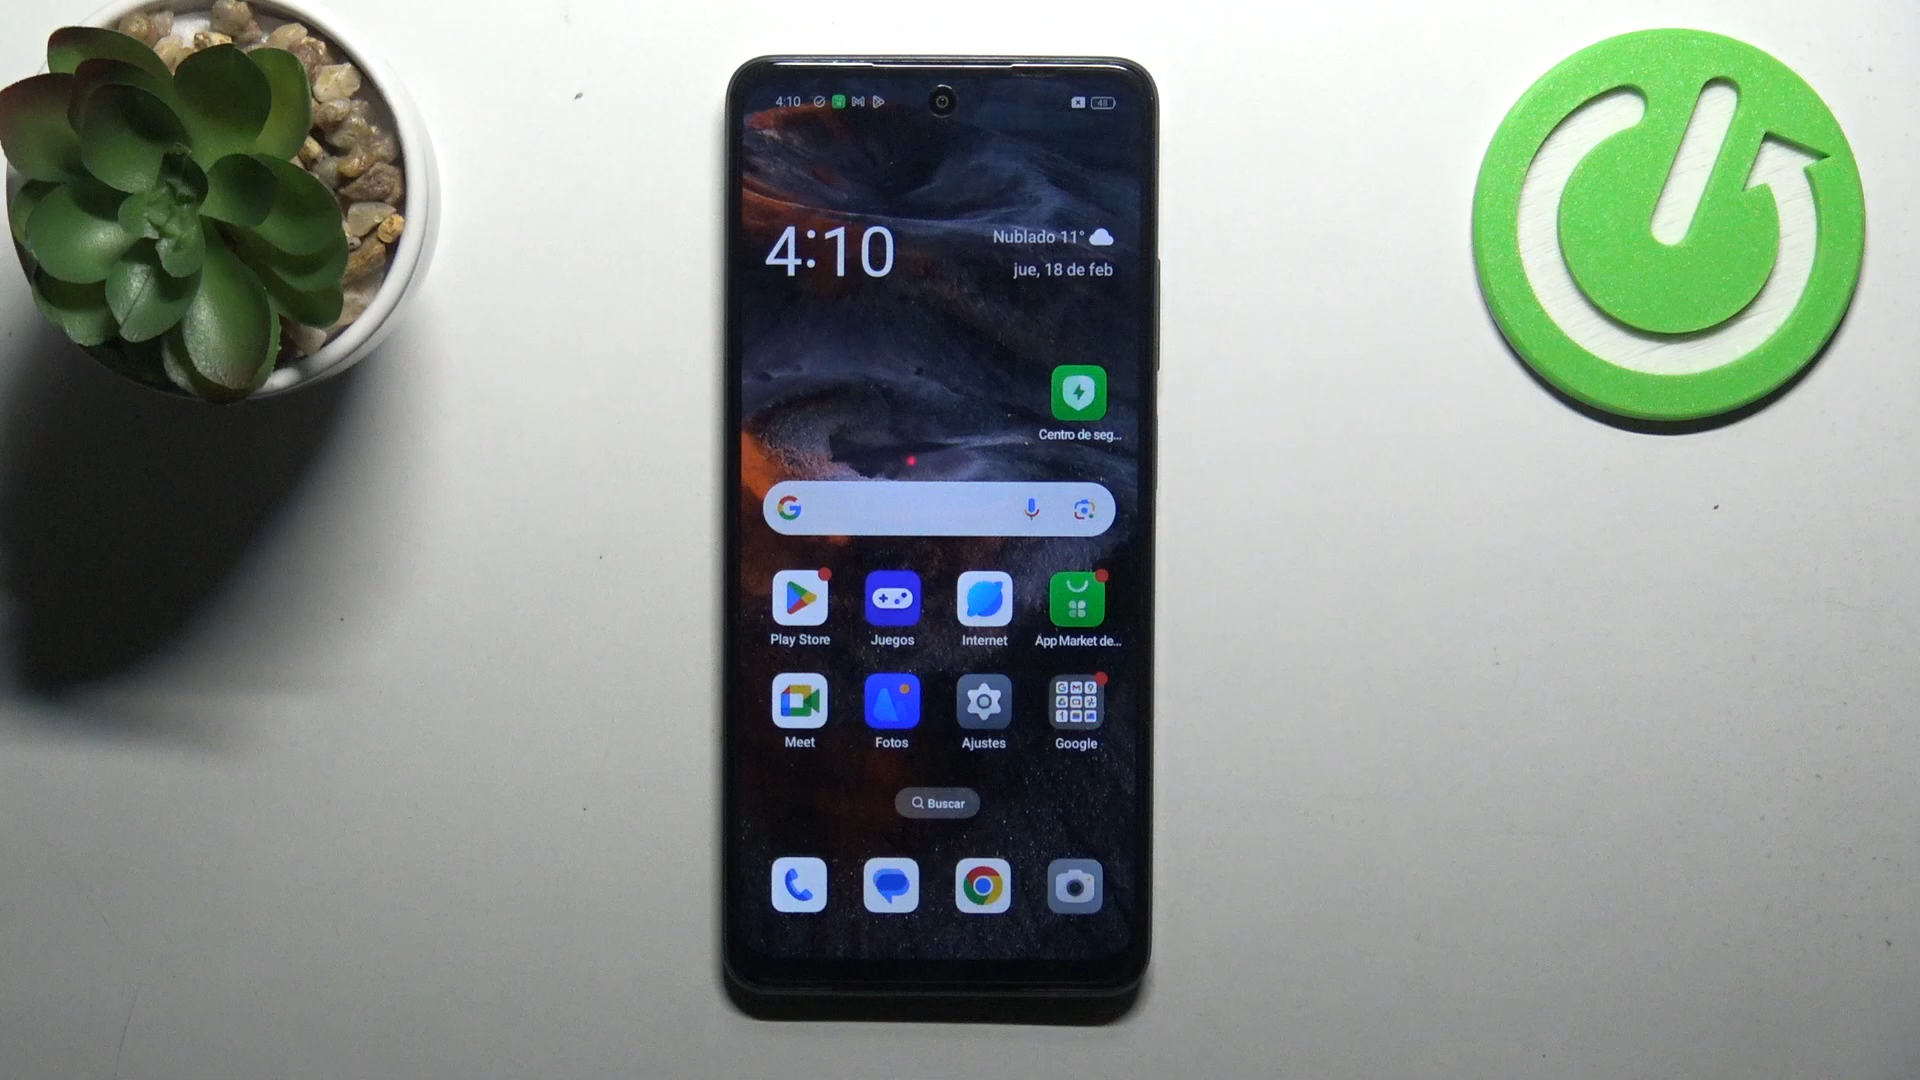 4:10
48
4:10
Nublado 11°
jue, 18 de feb
Centro de seg...
Play Store
Juegos
Internet
App Market de...
Meet
Fotos
Ajustes
Google
Buscar